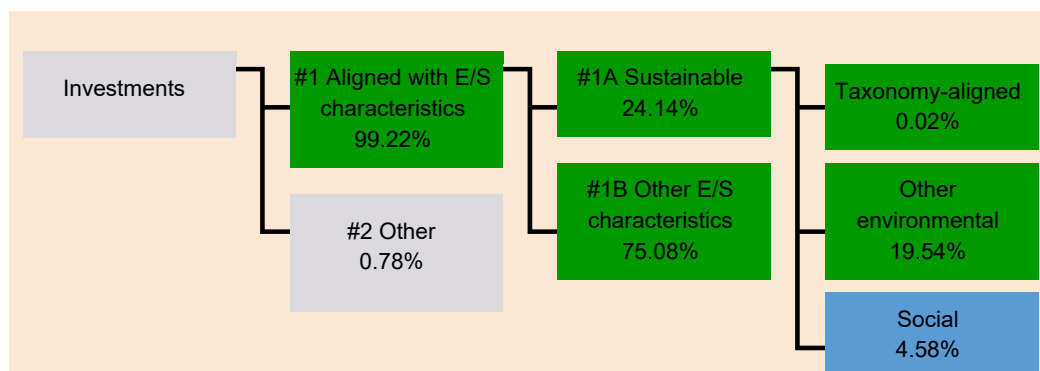 Investments
#1 Aligned with E/S
characteristics
99.22%
#2 Other
0.78%
#1A Sustainable
24.14%
#1B Other E/S
characteristics
75.08%
Taxonomy-aligned
0.02%
Other
environmental
19.54%
Social
4.58%